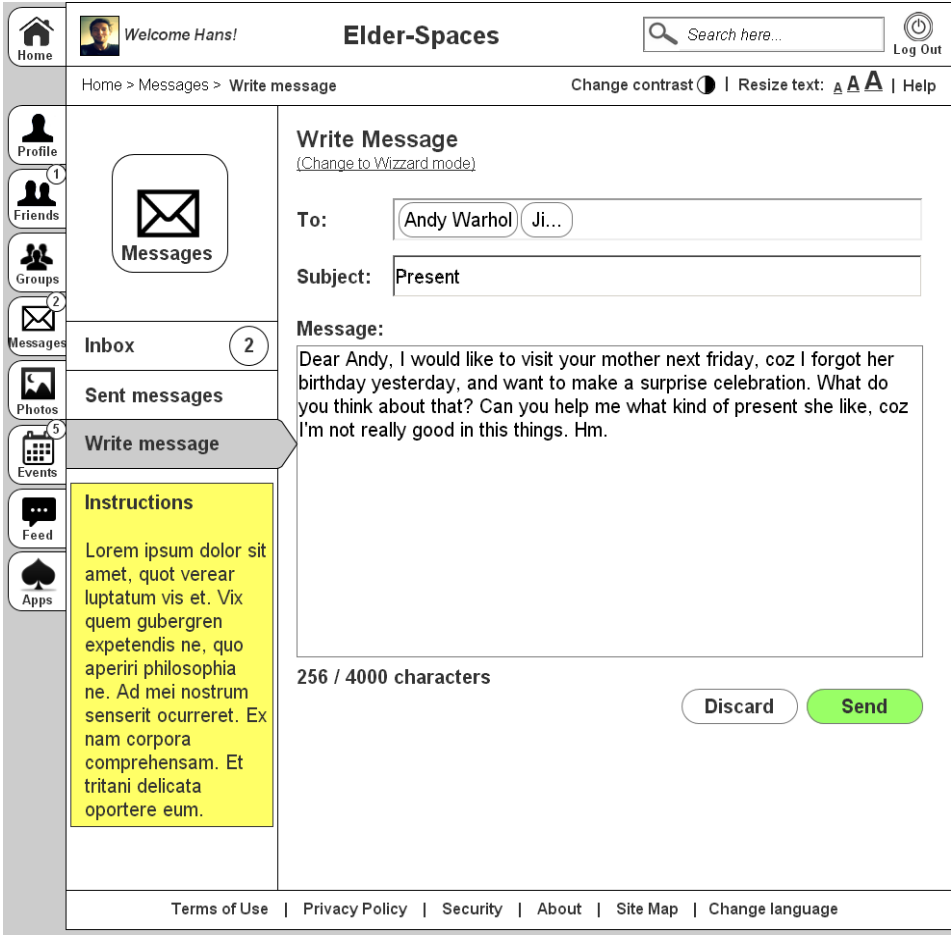 Home
Welcome Hans!
Elder-Spaces
Search here...
Log Out
Home > Messages > Write message
Change contrast | Resize text: A A A | Help
Profile
1
Friends
Groups
2
Messages
Photos
5
Events
Feed
Apps
Messages
Inbox 2
Sent messages
Write message
Instructions
Lorem ipsum dolor sit
amet, quot verear
luptatum vis et. Vix
quem gubergren
expetendis ne, quo
aperiri philosophia
ne. Ad mei nostrum
senserit ocurreret. Ex
nam corpora
comprehensam. Et
tritani delicata
oportere eum.
Write Message
(Change to Wizzard mode)
To: Andy Warhol Ji...
Subject: Present
Message:
Dear Andy, I would like to visit your mother next friday, coz I forgot her
birthday yesterday, and want to make a surprise celebration. What do
you think about that? Can you help me what kind of present she like, coz
I'm not really good in this things. Hm.
256 / 4000 characters
Discard Send
Terms of Use | Privacy Policy | Security | About | Site Map | Change language